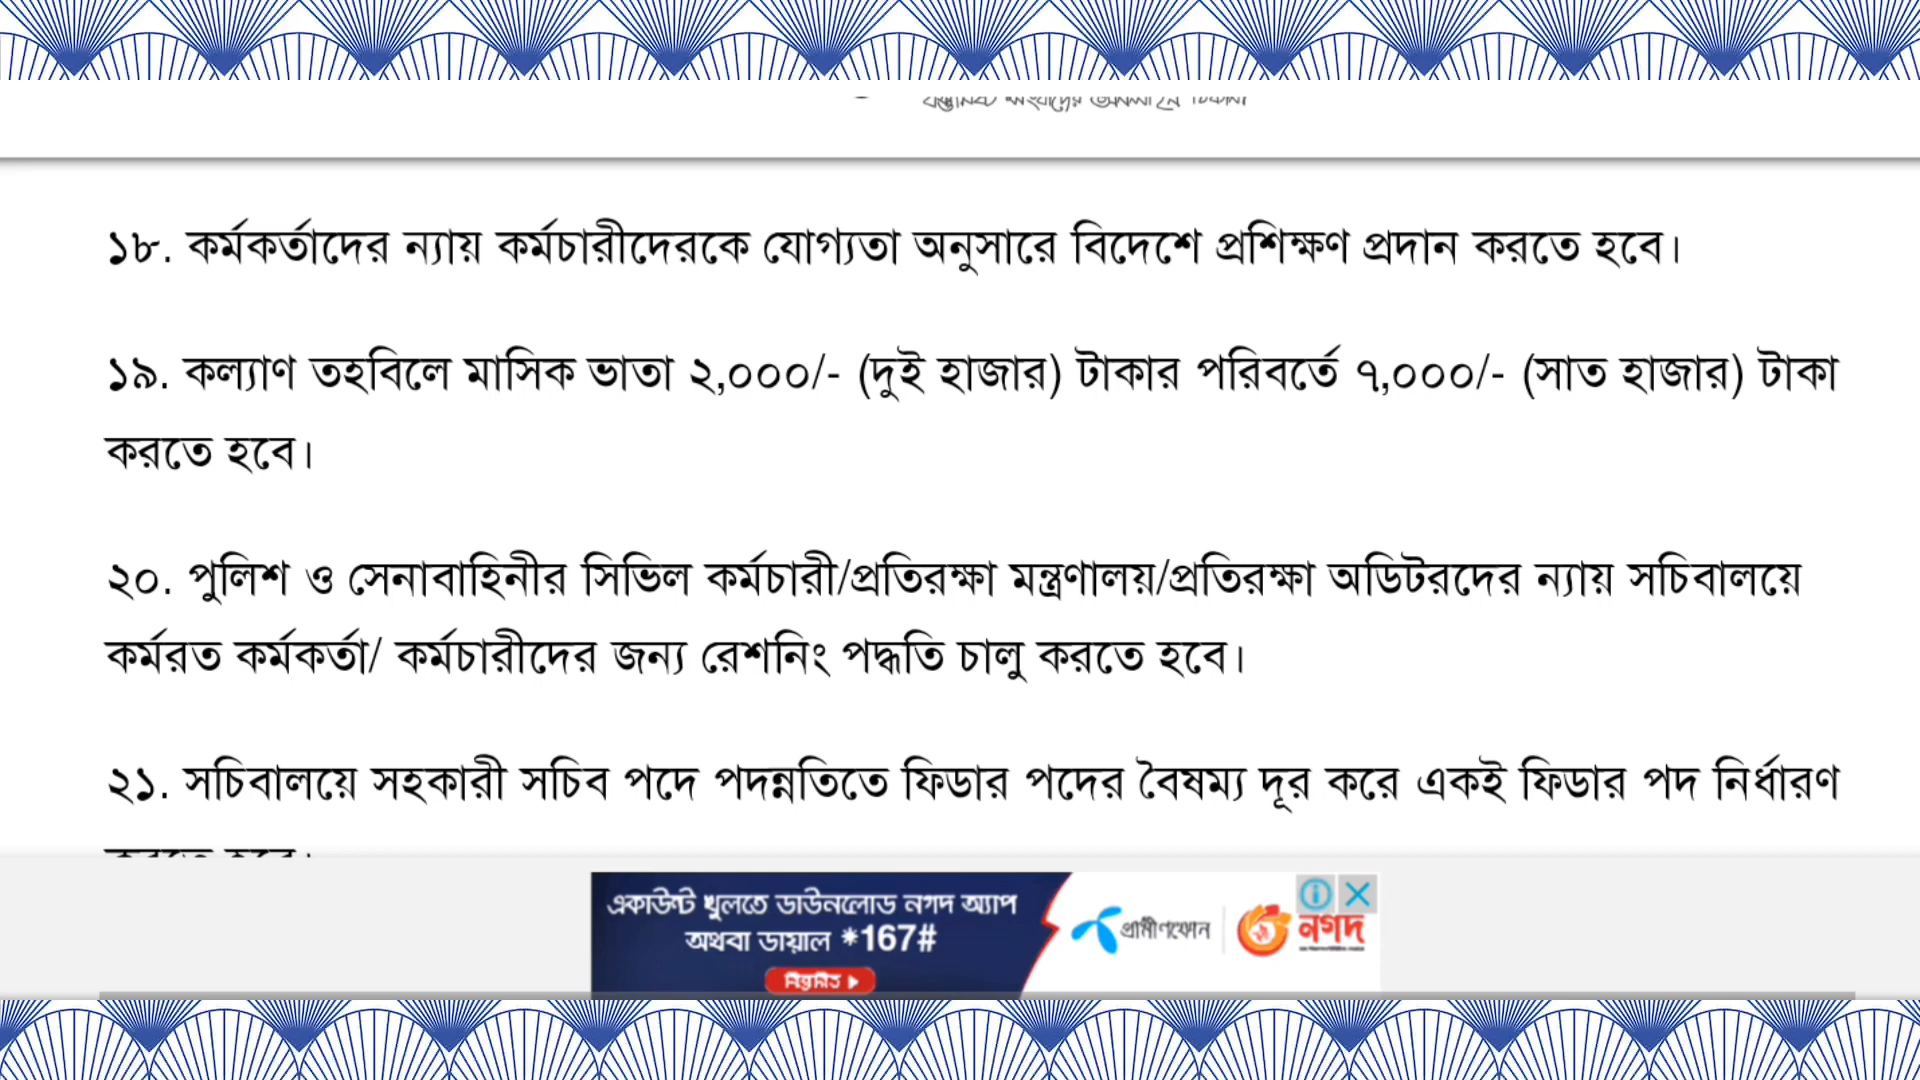 ১৮. কর্মকর্তাদের ন্যায় কর্মচারীদেরকে যোগ্যতা অনুসারে বিদেশে প্রশিক্ষণ প্রদান করতে হবে।
১৯. কল্যাণ তহবিলে মাসিক ভাতা ২,০০০/- (দুই হাজার) টাকার পরিবর্তে ৭,০০০/- (সাত হাজার) টাকা
করতে হবে।
২০. পুলিশ ও সেনাবাহিনীর সিভিল কর্মচারী/প্রতিরক্ষা মন্ত্রণালয়/প্রতিরক্ষা অডিটরদের ন্যায় সচিবালয়ে
কর্মরত কর্মকর্তা/ কর্মচারীদের জন্য রেশনিং পদ্ধতি চালু করতে হবে।
২১. সচিবালয়ে সহকারী সচিব পদে পদন্নতিতে ফিডার পদের বৈষম্য দূর করে একই ফিডার পদ নির্ধারণ
একাউন্ট খুলতে ডাউনলোড নগদ অ্যাপ
অথবা ডায়াল *167#
বিস্তারিত
গ্রামীণফোন
নগদ